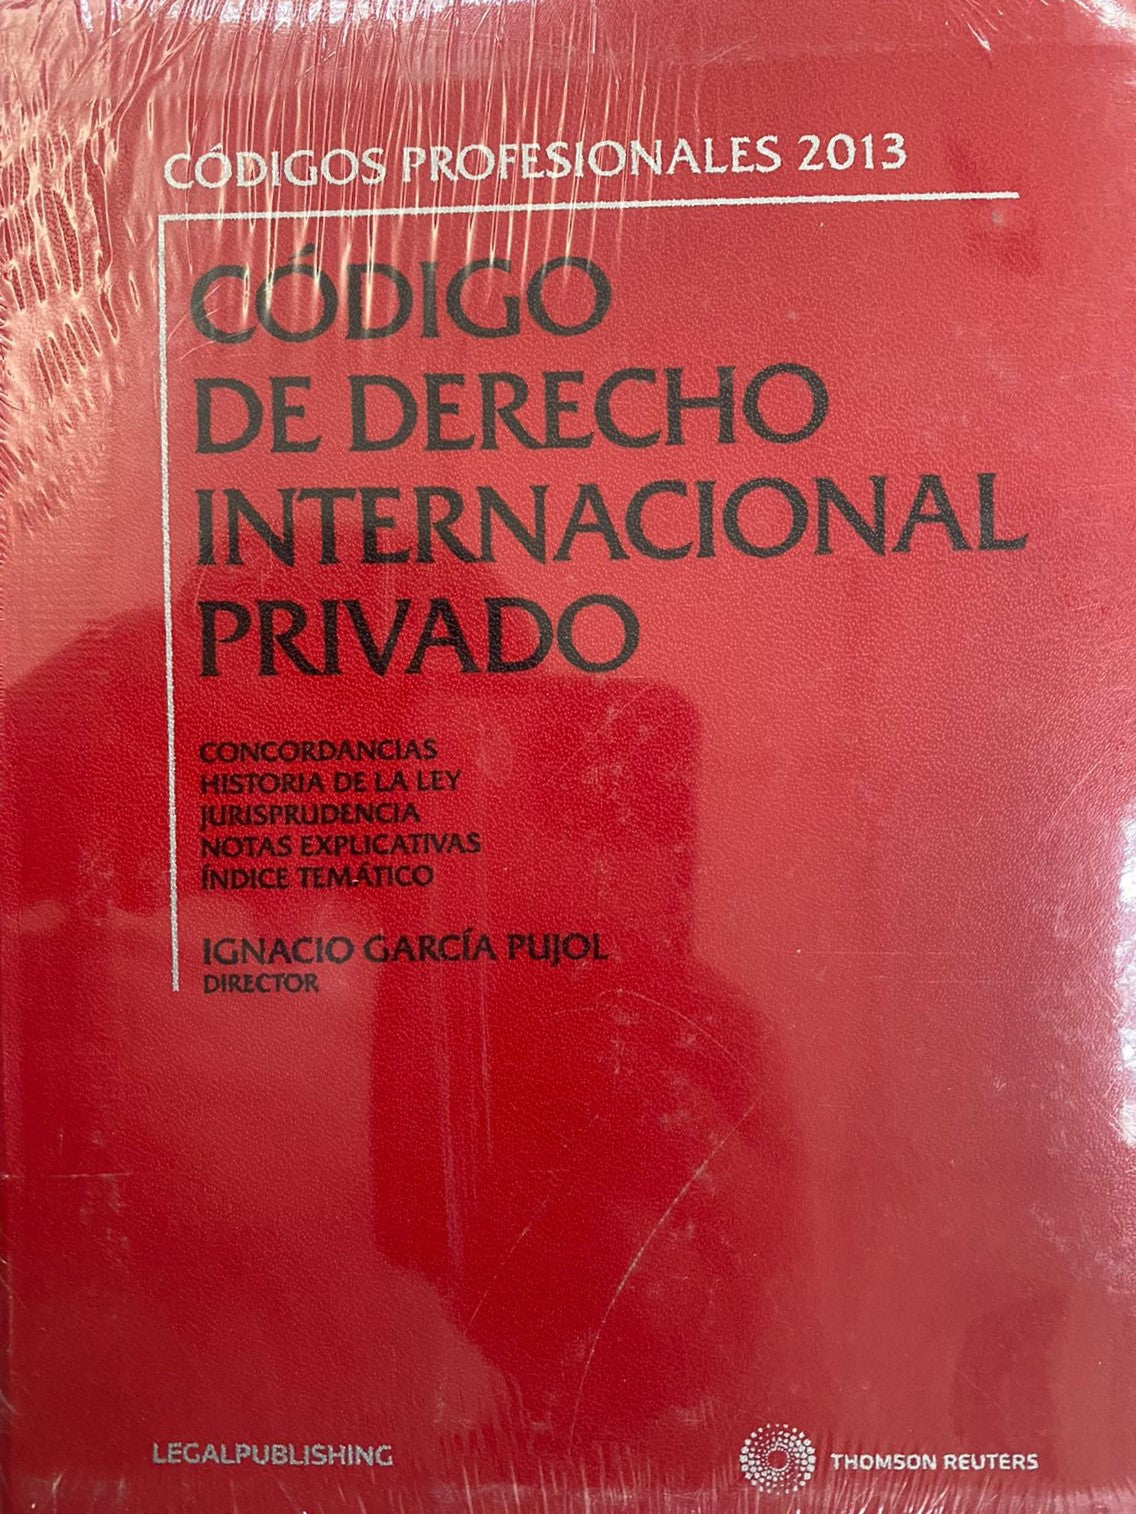 CÓDIGOS PROFESIONALES 2013
CÓDIGO
DE DERECHO
INTERNACIONAL
PRIVADO
CONCORDANCIAS
HISTORIA DE LA LEY
JURISPRUDENCIA
NOTAS EXPLICATIVAS
ÍNDICE TEMÁTICO
IGNACIO GARCÍA PUJOL
DIRECTOR
LEGALPUBLISHING
THOMSON REUTERS